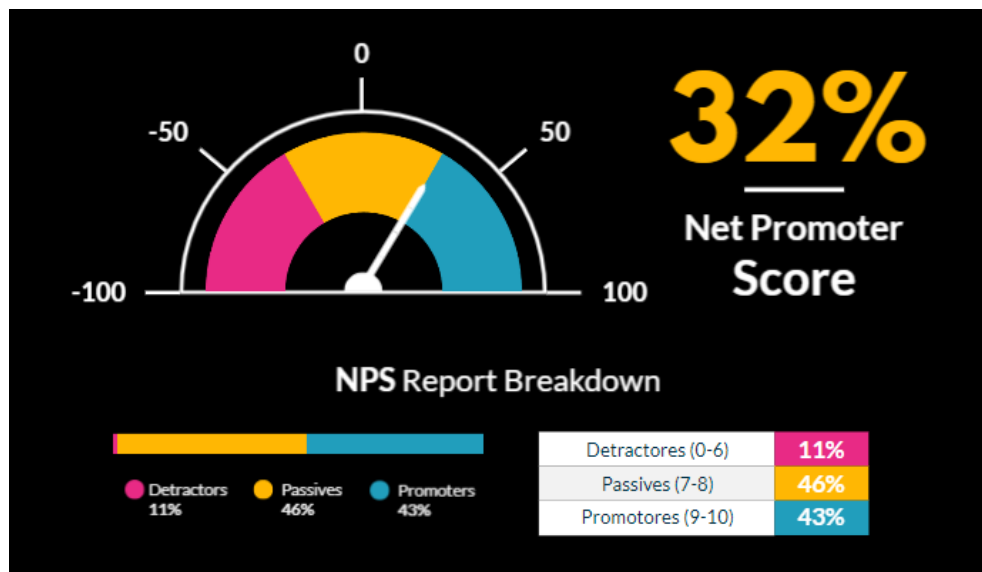 0
-50
50
-100
100
32%
Net Promoter
Score
NPS Report Breakdown
Detractors
11%
Passives
46%
Promoters
43%
Detractores (0-6) 11%
Passives (7-8) 46%
Promotores (9-10) 43%